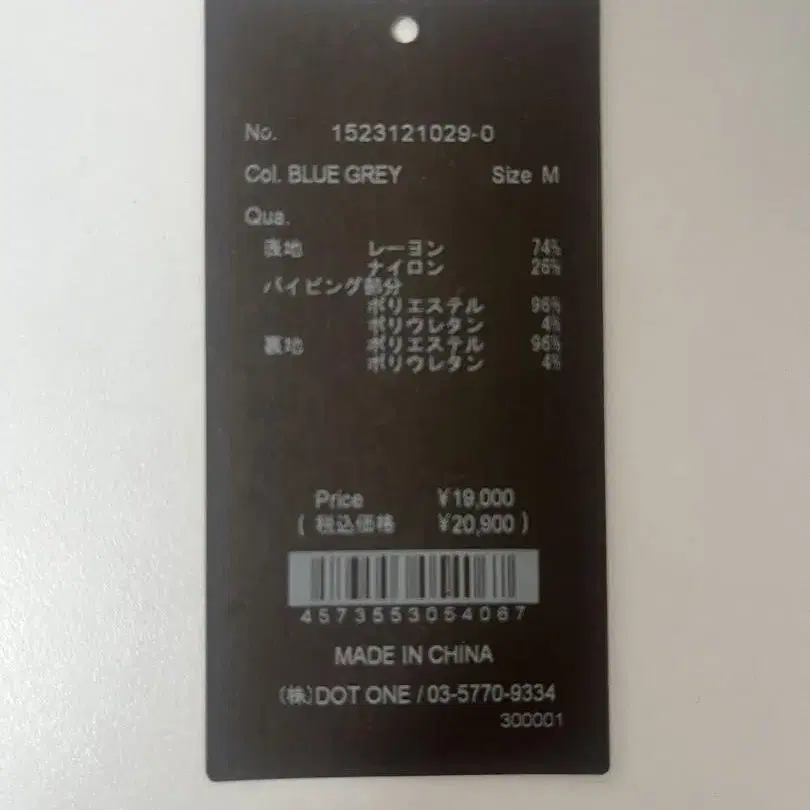 No. 1523121029-0
Col. BLUE GREY Size M
Qua.
表地 レーヨン 74%
ナイロン 26%
パイピング部分
ポリエステル 96%
ポリウレタン 4%
裏地 ポリエステル 96%
ポリウレタン 4%
Price ¥19,000
( 税込価格 ¥20,900 )
4573553054067
MADE IN CHINA
(株)DOT ONE / 03-5770-9334
300001